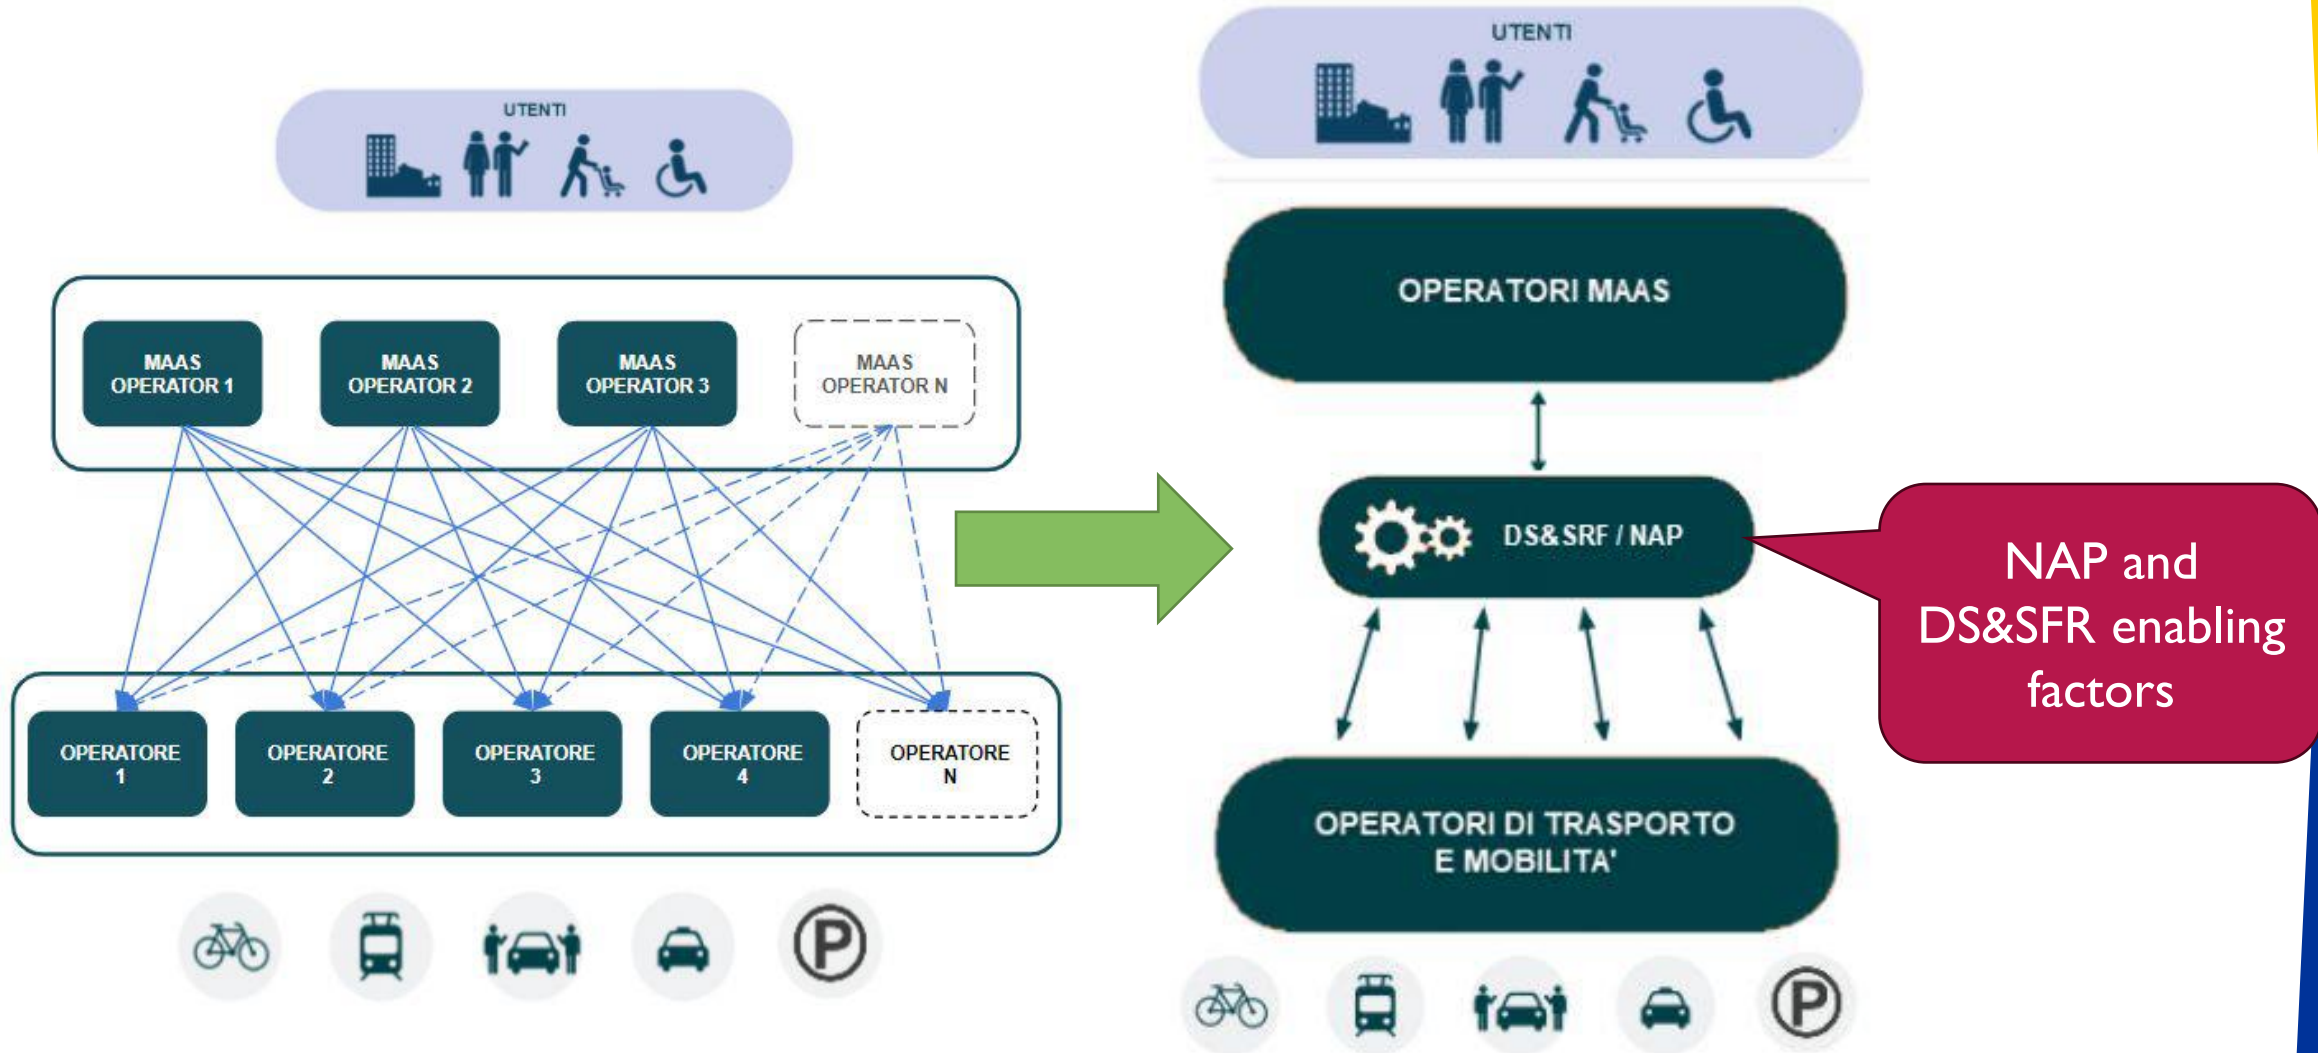 UTENTI
MAAS
OPERATOR 1
MAAS
OPERATOR 2
MAAS
OPERATOR 3
MAAS
OPERATOR N
OPERATORE
1
OPERATORE
2
OPERATORE
3
OPERATORE
4
OPERATORE
N
P
UTENTI
OPERATORI MAAS
DS&SRF / NAP
OPERATORI DI TRASPORTO
E MOBILITA'
P
NAP and
DS&SFR enabling
factors